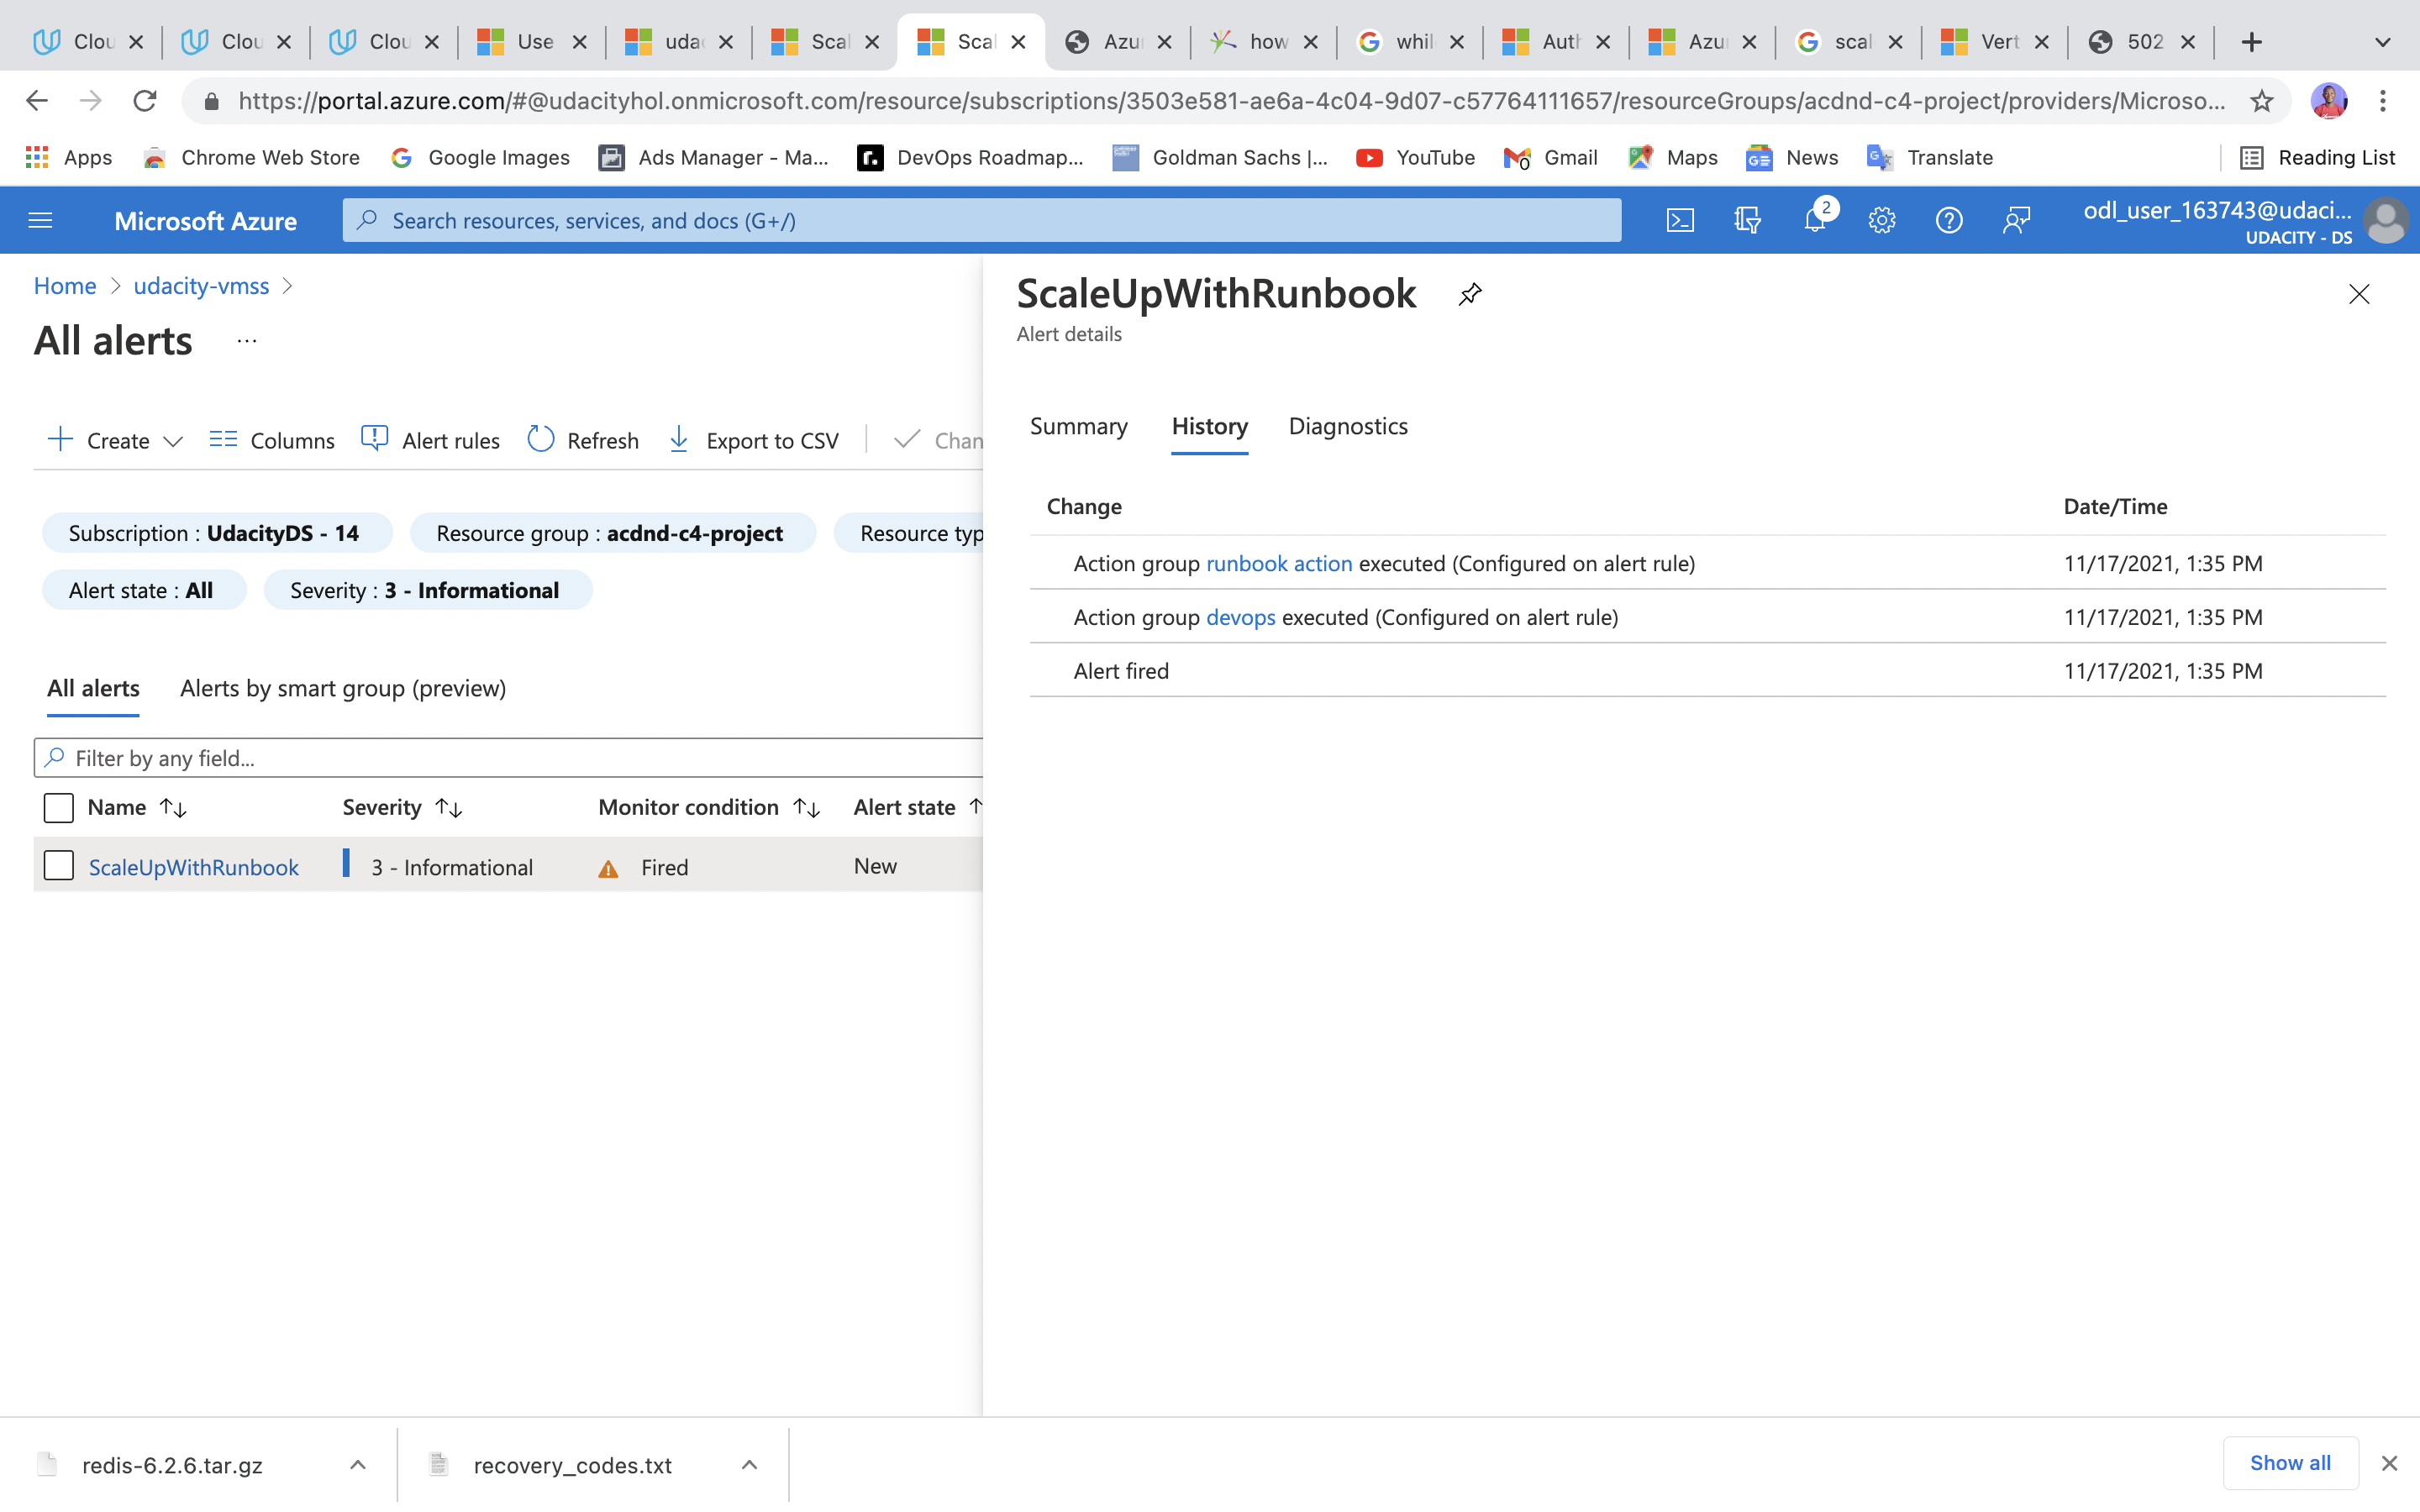 Clou Clou Clou Use udac Scal Scal Azur how whil Auth Azur scal Vert 502
https://portal.azure.com/#@udacityhol.onmicrosoft.com/resource/subscriptions/3503e581-ae6a-4c04-9d07-c57764111657/resourceGroups/acdnd-c4-project/providers/Microso...
Apps Chrome Web Store Google Images Ads Manager - Ma... DevOps Roadmap... Goldman Sachs |... YouTube Gmail Maps News Translate Reading List
Microsoft Azure Search resources, services, and docs (G+/) 2 odl_user_163743@udaci...
UDACITY - DS
Home > udacity-vmss >
All alerts ...
Create Columns Alert rules Refresh Export to CSV Chan
Subscription : UdacityDS - 14 Resource group : acdnd-c4-project Resource typ
Alert state : All Severity : 3 - Informational
All alerts Alerts by smart group (preview)
Filter by any field...
Name ↑↓ Severity ↑↓ Monitor condition ↑↓ Alert state ↑
ScaleUpWithRunbook 3 - Informational Fired New
ScaleUpWithRunbook
Alert details
Summary History Diagnostics
Change Date/Time
Action group runbook action executed (Configured on alert rule) 11/17/2021, 1:35 PM
Action group devops executed (Configured on alert rule) 11/17/2021, 1:35 PM
Alert fired 11/17/2021, 1:35 PM
redis-6.2.6.tar.gz recovery_codes.txt Show all